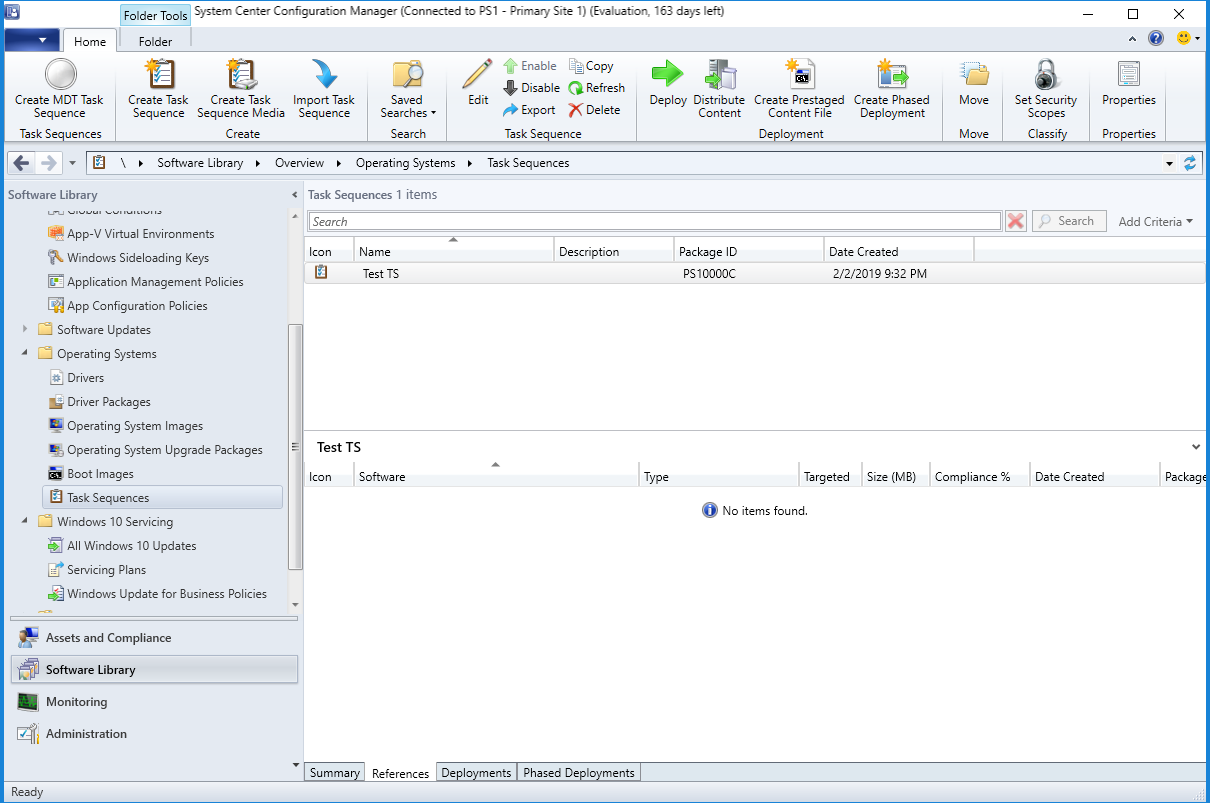 Folder Tools
System Center Configuration Manager (Connected to PS1 - Primary Site 1) (Evaluation, 163 days left)
Home
Folder
Create MDT Task Sequence
Task Sequences
Create Task Sequence
Create Task Sequence Media
Import Task Sequence
Create
Saved Searches
Search
Edit
Enable
Disable
Export
Copy
Refresh
Delete
Task Sequence
Deploy
Distribute Content
Create Prestaged Content File
Create Phased Deployment
Deployment
Move
Move
Set Security Scopes
Classify
Properties
Properties
\ Software Library Overview Operating Systems Task Sequences
Software Library
Global Conditions
App-V Virtual Environments
Windows Sideloading Keys
Application Management Policies
App Configuration Policies
Software Updates
Operating Systems
Drivers
Driver Packages
Operating System Images
Operating System Upgrade Packages
Boot Images
Task Sequences
Windows 10 Servicing
All Windows 10 Updates
Servicing Plans
Windows Update for Business Policies
Assets and Compliance
Software Library
Monitoring
Administration
Task Sequences 1 items
Search
Search
Add Criteria
Icon Name Description Package ID Date Created
Test TS PS10000C 2/2/2019 9:32 PM
Test TS
Icon Software Type Targeted Size (MB) Compliance % Date Created Package
No items found.
Summary References Deployments Phased Deployments
Ready